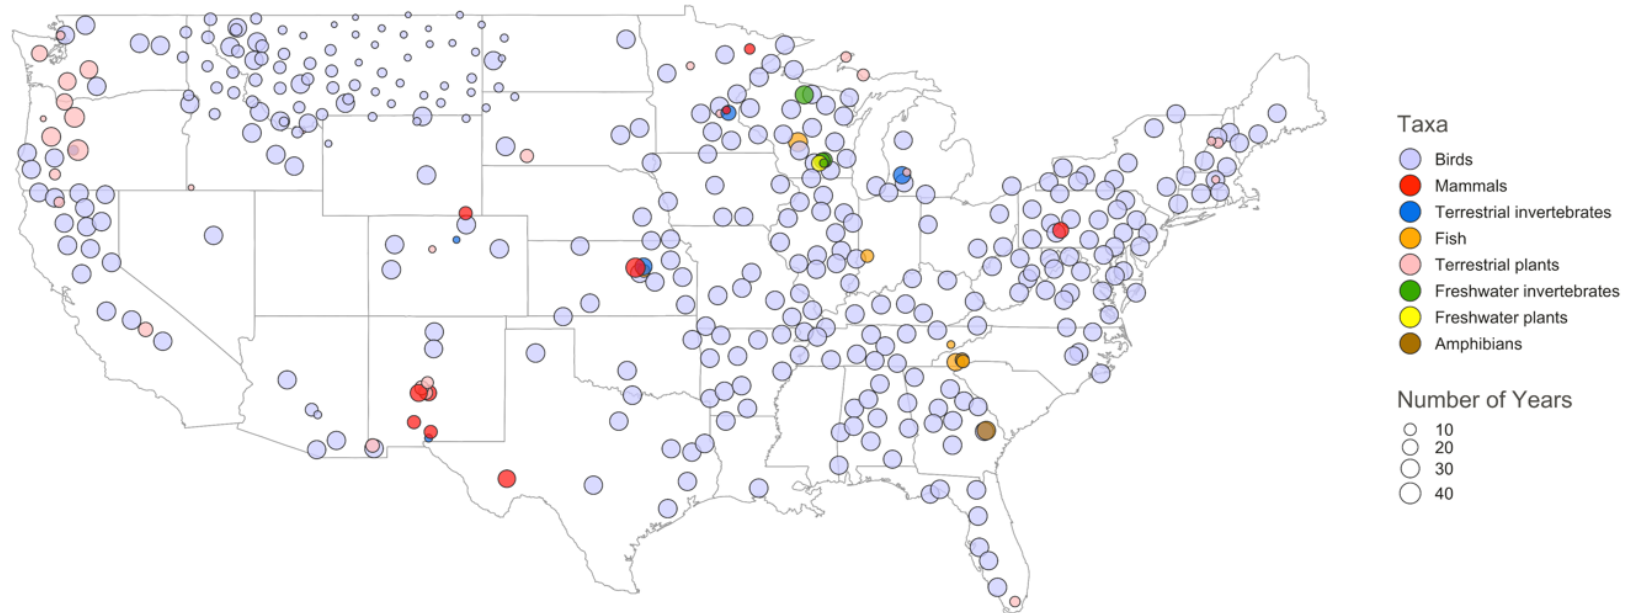 Taxa
Birds
Mammals
Terrestrial invertebrates
Fish
Terrestrial plants
Freshwater invertebrates
Freshwater plants
Amphibians
Number of Years
10
20
30
40